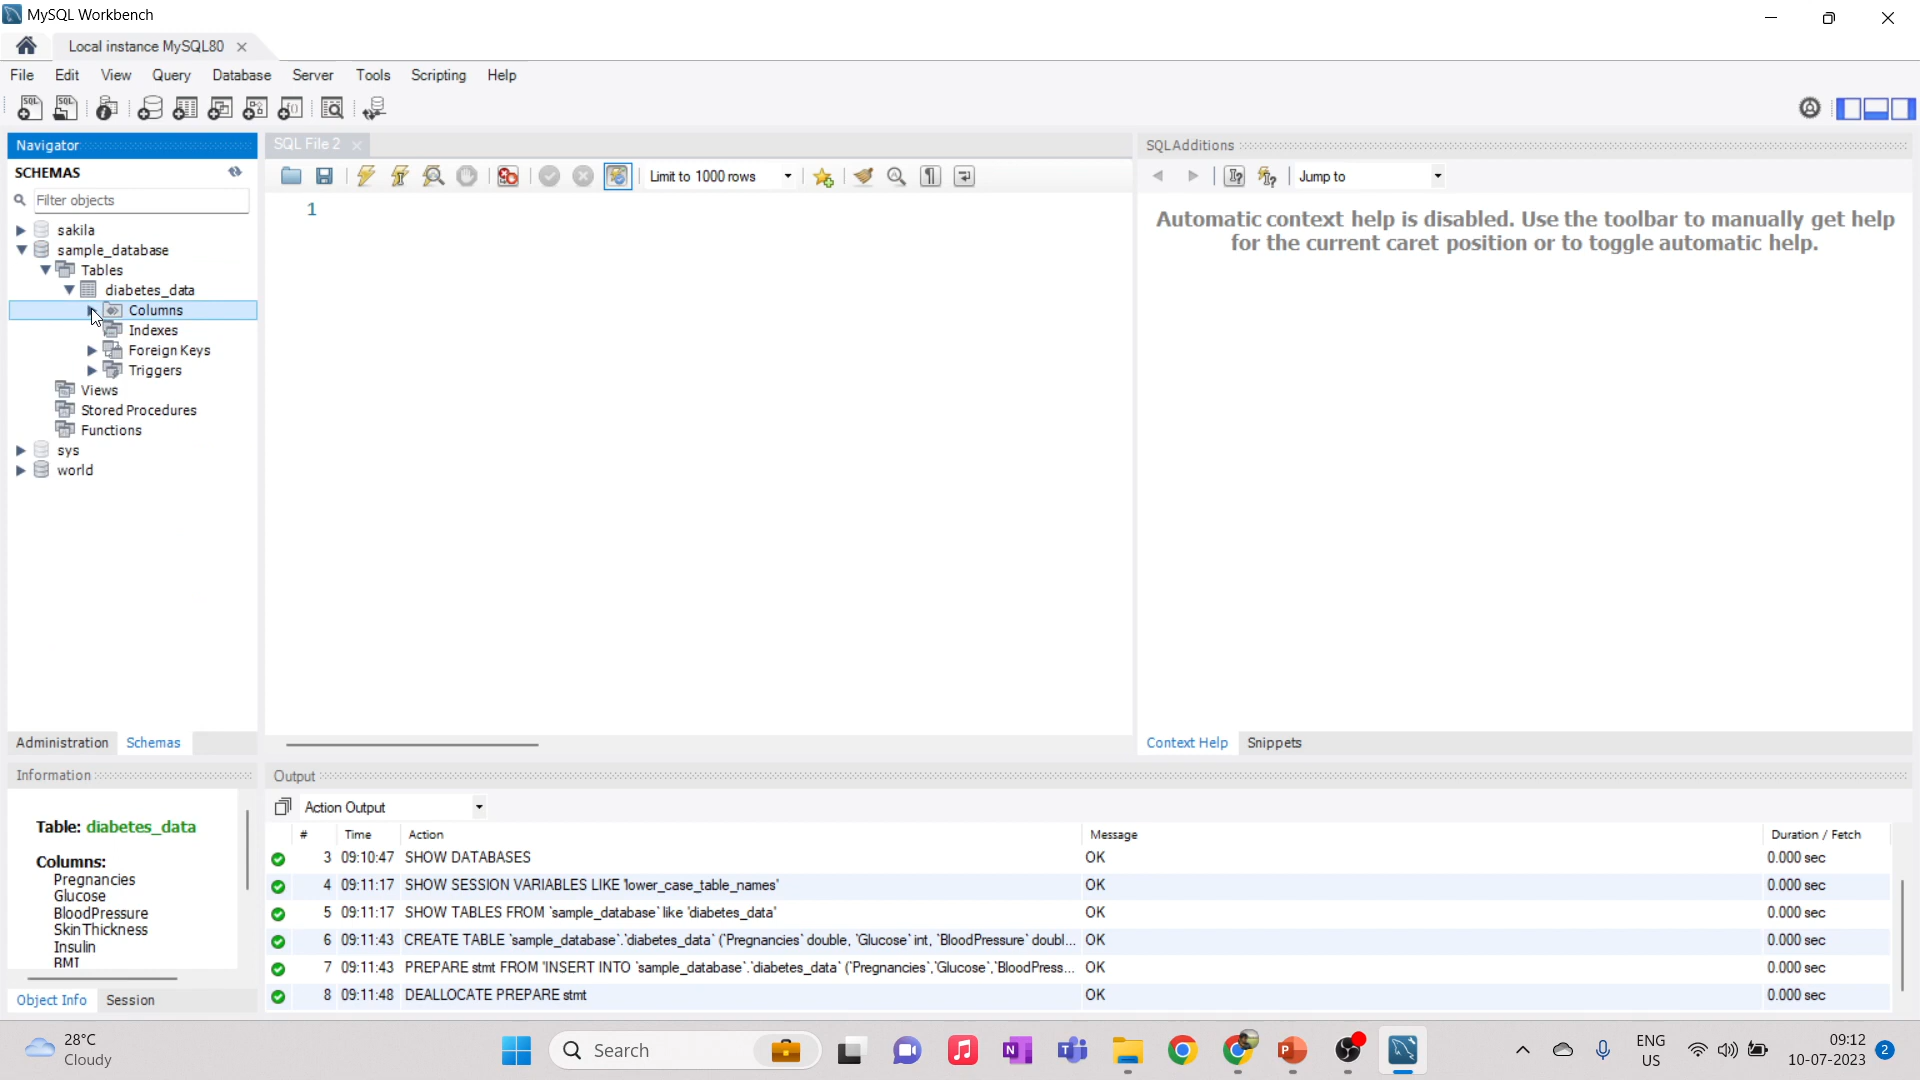 MySQL Workbench
Local instance MySQL80
File Edit View Query Database Server Tools Scripting Help
Navigator
SCHEMAS
Filter objects
sakila
sample_database
Tables
diabetes_data
Columns
Indexes
Foreign Keys
Triggers
Views
Stored Procedures
Functions
sys
world
Administration Schemas
Information
Table: diabetes_data
Columns:
Pregnancies
Glucose
BloodPressure
SkinThickness
Insulin
BMI
Object Info Session
SQL File 2
Limit to 1000 rows
1
SQLAdditions
Jump to
Automatic context help is disabled. Use the toolbar to manually get help
for the current caret position or to toggle automatic help.
Context Help Snippets
Output
Action Output
# Time Action Message Duration / Fetch
3 09:10:47 SHOW DATABASES OK 0.000 sec
4 09:11:17 SHOW SESSION VARIABLES LIKE 'lower_case_table_names' OK 0.000 sec
5 09:11:17 SHOW TABLES FROM `sample_database` like 'diabetes_data' OK 0.000 sec
6 09:11:43 CREATE TABLE `sample_database`.`diabetes_data` (`Pregnancies` double, `Glucose` int, `BloodPressure` doubl... OK 0.000 sec
7 09:11:43 PREPARE stmt FROM 'INSERT INTO `sample_database`.`diabetes_data` (`Pregnancies`,`Glucose`,`BloodPress... OK 0.000 sec
8 09:11:48 DEALLOCATE PREPARE stmt OK 0.000 sec
28°C
Cloudy
Search
ENG
US
09:12
10-07-2023
2